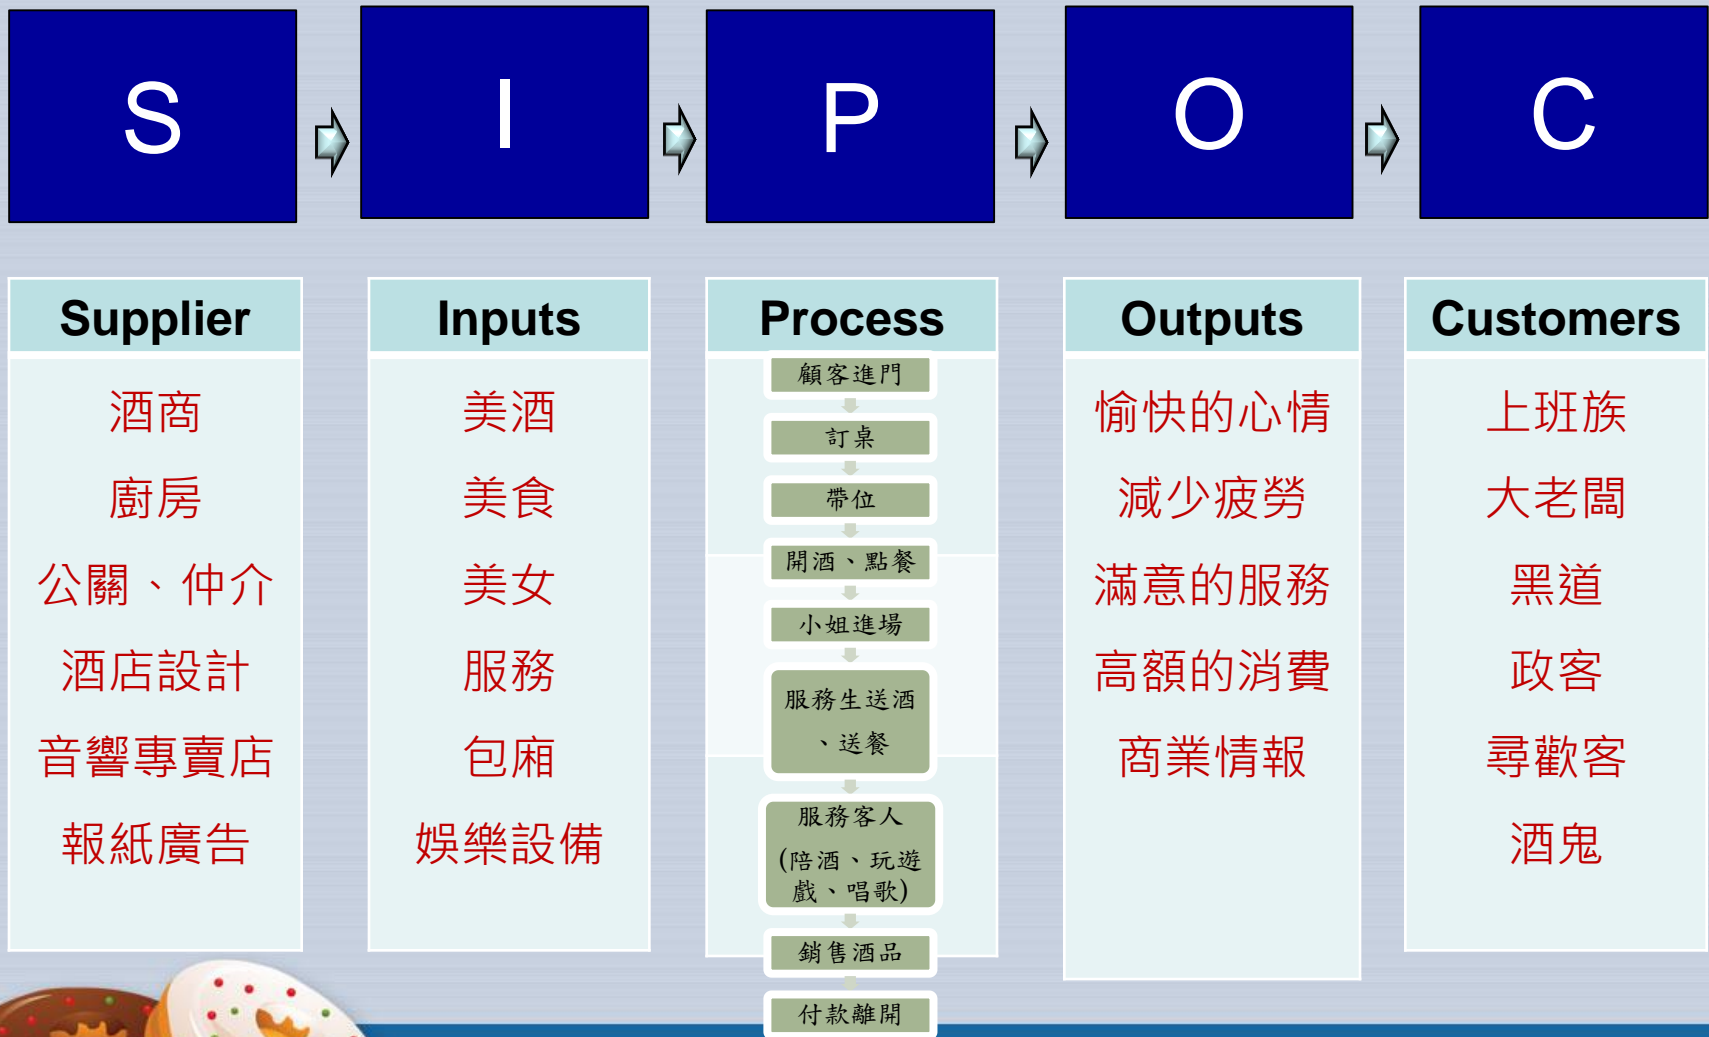 S
I
P
O
C
Supplier
酒商
廚房
公關、仲介
酒店設計
音響專賣店
報紙廣告
Inputs
美酒
美食
美女
服務
包廂
娛樂設備
Process
顧客進門
訂桌
帶位
開酒、點餐
小姐進場
服務生送酒
、送餐
服務客人
(陪酒、玩遊
戲、唱歌)
銷售酒品
付款離開
Outputs
愉快的心情
減少疲勞
滿意的服務
高額的消費
商業情報
Customers
上班族
大老闆
黑道
政客
尋歡客
酒鬼